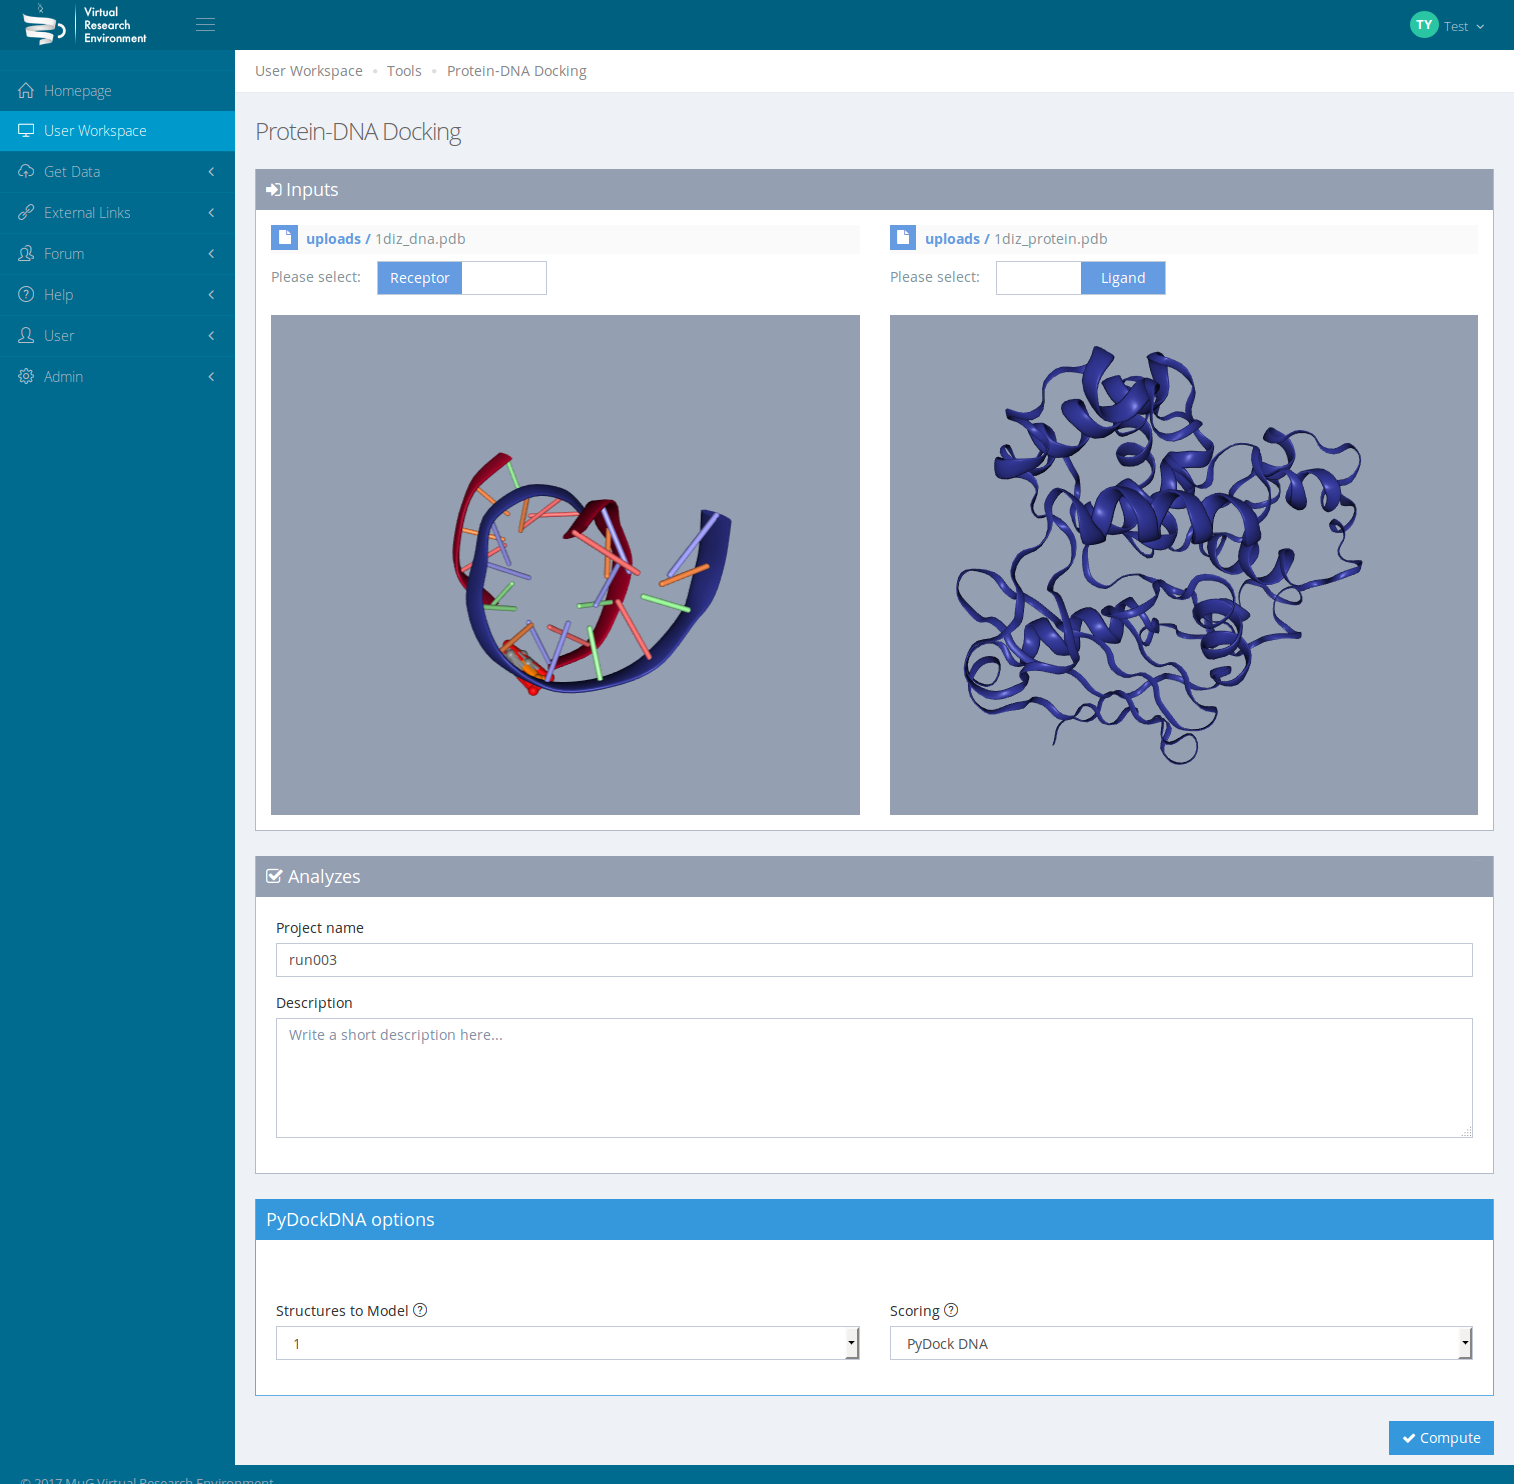 Virtual
Research
Environment
TY Test
Homepage
User Workspace
Get Data
External Links
Forum
Help
User
Admin
User Workspace • Tools • Protein-DNA Docking
Protein-DNA Docking
Inputs
uploads / 1diz_dna.pdb
Please select: Receptor
uploads / 1diz_protein.pdb
Please select: Ligand
Analyzes
Project name
run003
Description
Write a short description here...
PyDockDNA options
Structures to Model
1
Scoring
PyDock DNA
Compute
© 2017 MuG Virtual Research Environment